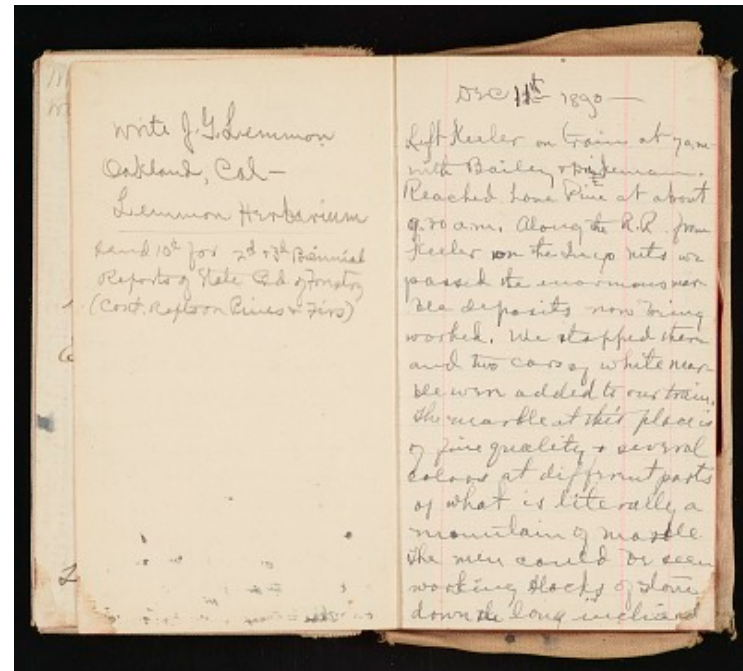 Write J. G. Lemmon
Oakland, Cal—
Lemmon Herbarium
Send 10¢ for 2d & 3d Biennial
Reports of State Bd. of Forestry
(Cont. Repts on Pines & Firs)
Dec 11th 1890—
Left Keeler on train at 7 a.m.
with Bailey &
Reached Lone Pine at about
9.30 a.m. Along the R.R. from
Keeler on the Inyo Mts we
passed the enormous mar-
ble deposits now being
worked. We stopped there
and two cars of white mar-
ble were added to our train.
The marble at this place is
of fine quality & several
colors at different parts
of what is literally a
mountain of marble.
The men could be seen
working blocks of stone
down the long inclined